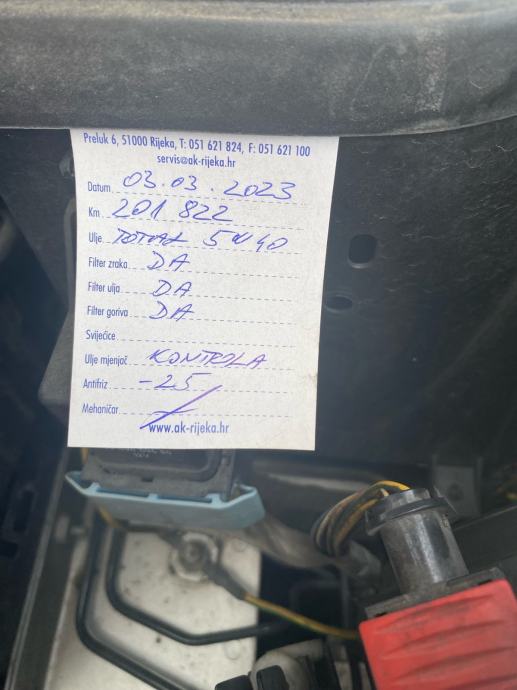 Preluk 6, 51000 Rijeka, T: 051 621 824, F: 051 621 100
servis@ak-rijeka.hr
Datum 03.03.2023
Km 201 822
Ulje TOTAL 5W40
Filter zraka DA
Filter ulja DA
Filter goriva DA
Svijećice
Ulje mjenjač KONTROLA
Antifriz -25
Mehaničar
www.ak-rijeka.hr